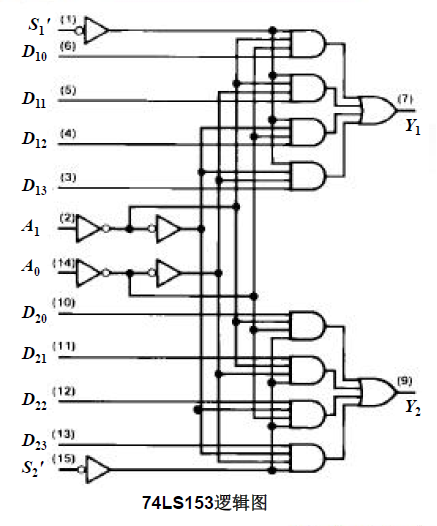 S₁′ (1)
D₁₀ (6)
D₁₁ (5)
D₁₂ (4)
D₁₃ (3)
A₁ (2)
A₀ (14)
D₂₀ (10)
D₂₁ (11)
D₂₂ (12)
D₂₃ (13)
S₂′ (15)
(7)
Y₁
(9)
Y₂
74LS153逻辑图